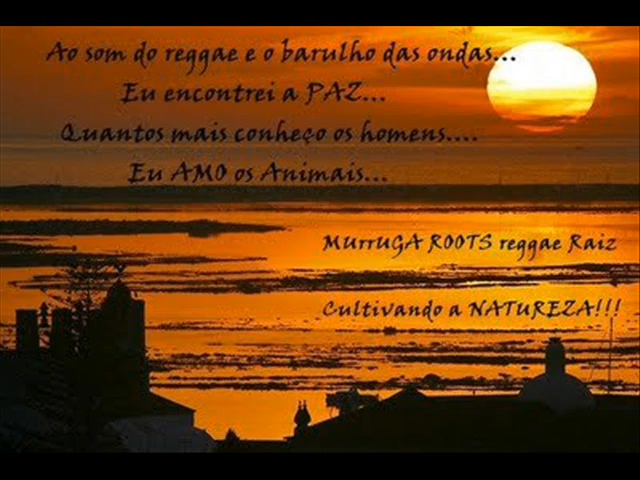 Ao som do reggae e o barulho das ondas...
Eu encontrei a PAZ...
Quantos mais conheço os homens....
Eu AMO os Animais...
MUrrUGA ROOTS reggae Raiz
Cultivando a NATUREZA!!!